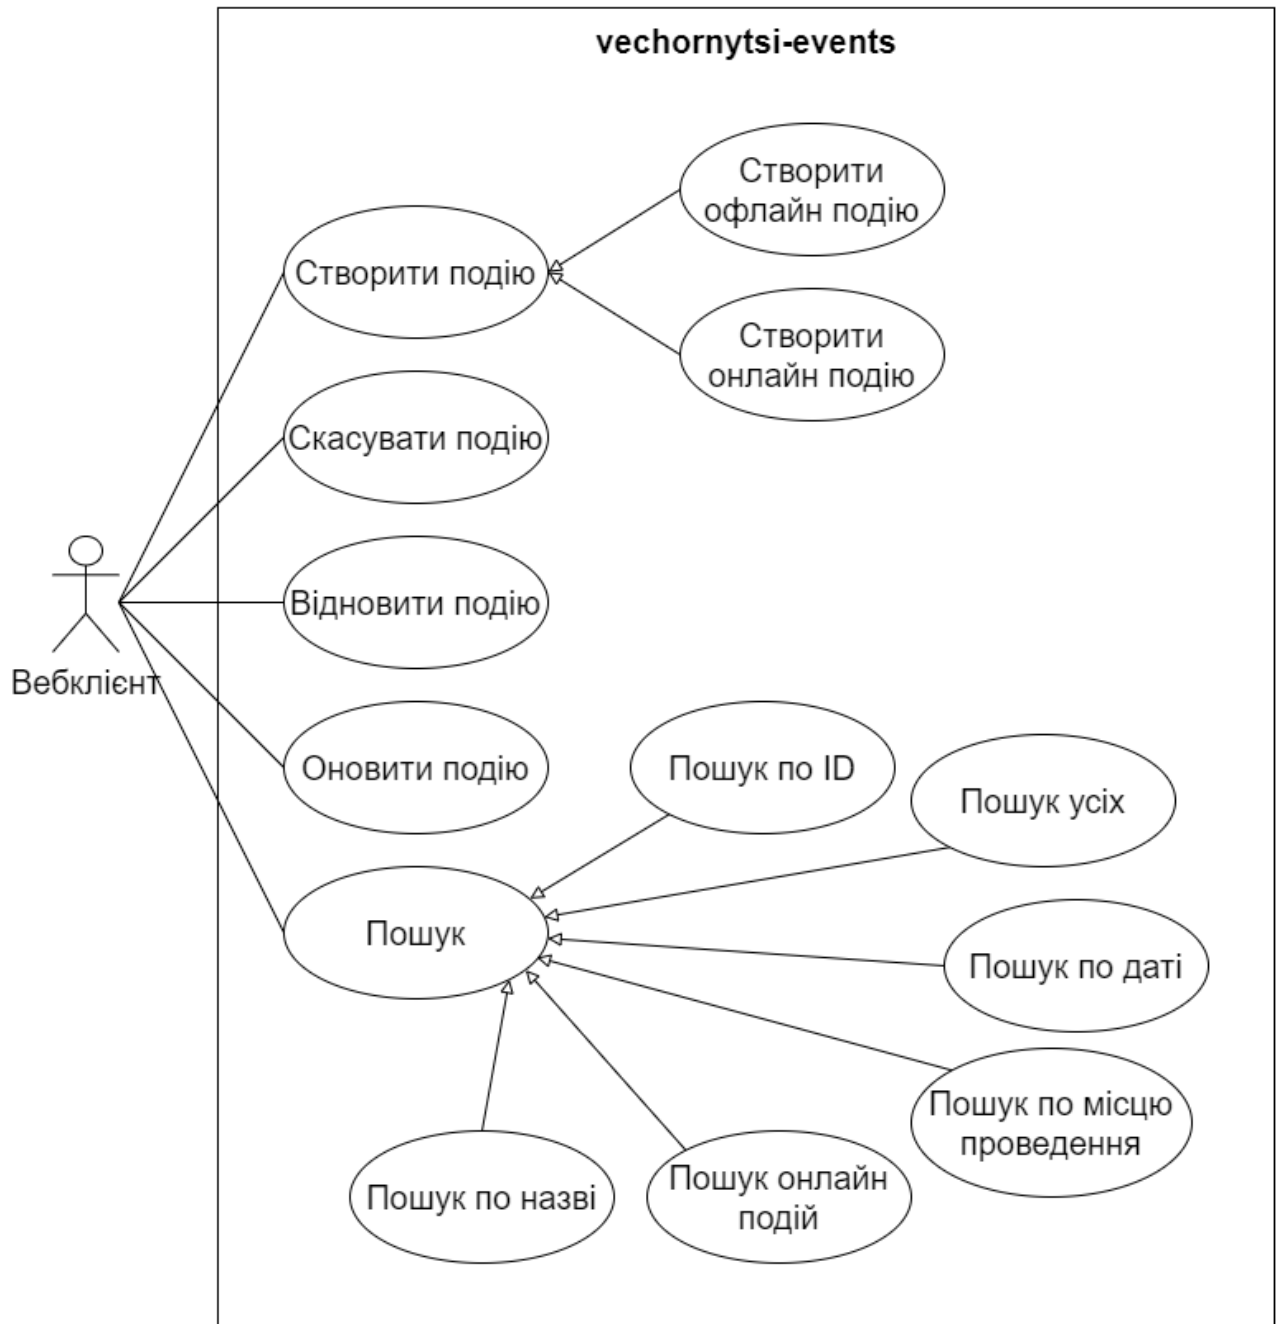 vechornytsi-events
Створити
офлайн подію
Створити подію
Створити
онлайн подію
Скасувати подію
Відновити подію
Вебклієнт
Оновити подію
Пошук по ID
Пошук усіх
Пошук
Пошук по даті
Пошук по місцю
проведення
Пошук по назві
Пошук онлайн
подій